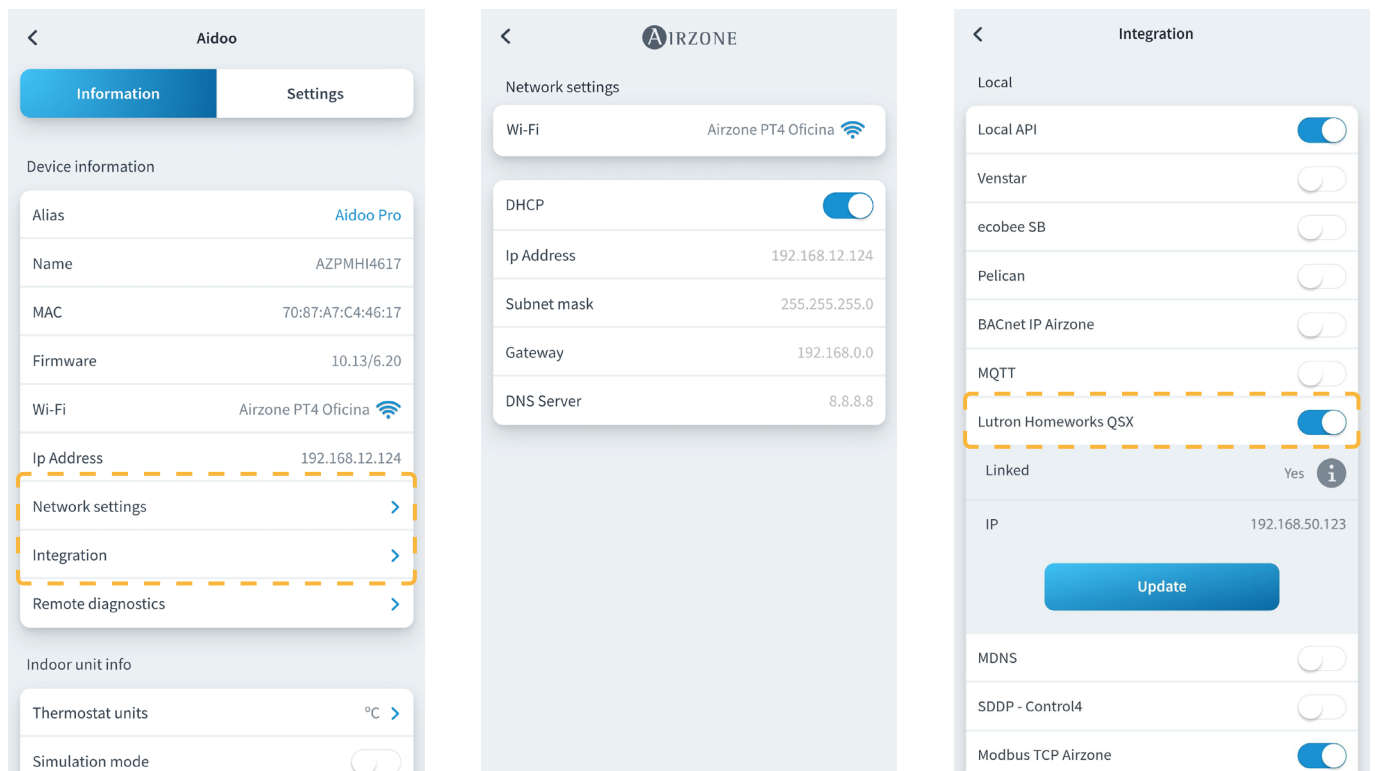 Aidoo
Information Settings
Device information
Alias Aidoo Pro
Name AZPMHI4617
MAC 70:87:A7:C4:46:17
Firmware 10.13/6.20
Wi-Fi Airzone PT4 Oficina
Ip Address 192.168.12.124
Network settings
Integration
Remote diagnostics
Indoor unit info
Thermostat units ºC
Simulation mode
AIRZONE
Network settings
Wi-Fi Airzone PT4 Oficina
DHCP
Ip Address 192.168.12.124
Subnet mask 255.255.255.0
Gateway 192.168.0.0
DNS Server 8.8.8.8
Integration
Local
Local API
Venstar
ecobee SB
Pelican
BACnet IP Airzone
MQTT
Lutron Homeworks QSX
Linked Yes i
IP 192.168.50.123
Update
MDNS
SDDP - Control4
Modbus TCP Airzone